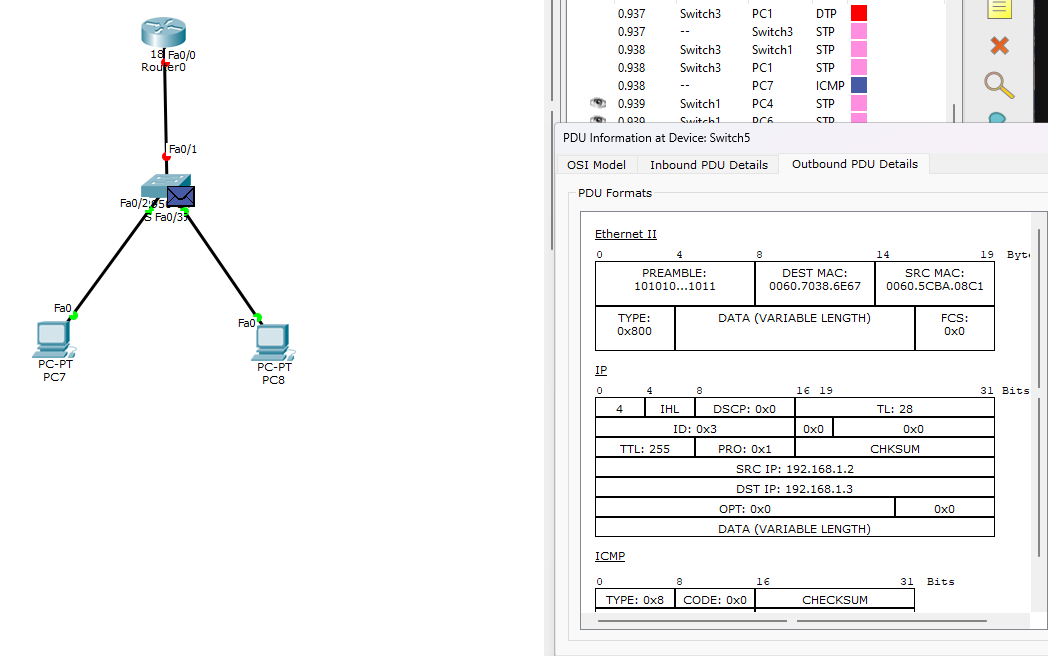 18
Fa0/0
Router0
Fa0/1
Fa0/2
S Fa0/3
Fa0
PC-PT
PC7
Fa0
PC-PT
PC8
0.937 Switch3 PC1 DTP
0.937 -- Switch3 STP
0.938 Switch3 Switch1 STP
0.938 Switch3 PC1 STP
0.938 -- PC7 ICMP
0.939 Switch1 PC4 STP
0.939 Switch1 PC6 STP
PDU Information at Device: Switch5
OSI Model Inbound PDU Details Outbound PDU Details
PDU Formats
Ethernet II
0 4 8 14 19 Byte
PREAMBLE: DEST MAC: SRC MAC:
101010...1011 0060.7038.6E67 0060.5CBA.08C1
TYPE: DATA (VARIABLE LENGTH) FCS:
0x800 0x0
IP
0 4 8 16 19 31 Bits
4 IHL DSCP: 0x0 TL: 28
ID: 0x3 0x0 0x0
TTL: 255 PRO: 0x1 CHKSUM
SRC IP: 192.168.1.2
DST IP: 192.168.1.3
OPT: 0x0 0x0
DATA (VARIABLE LENGTH)
ICMP
0 8 16 31 Bits
TYPE: 0x8 CODE: 0x0 CHECKSUM